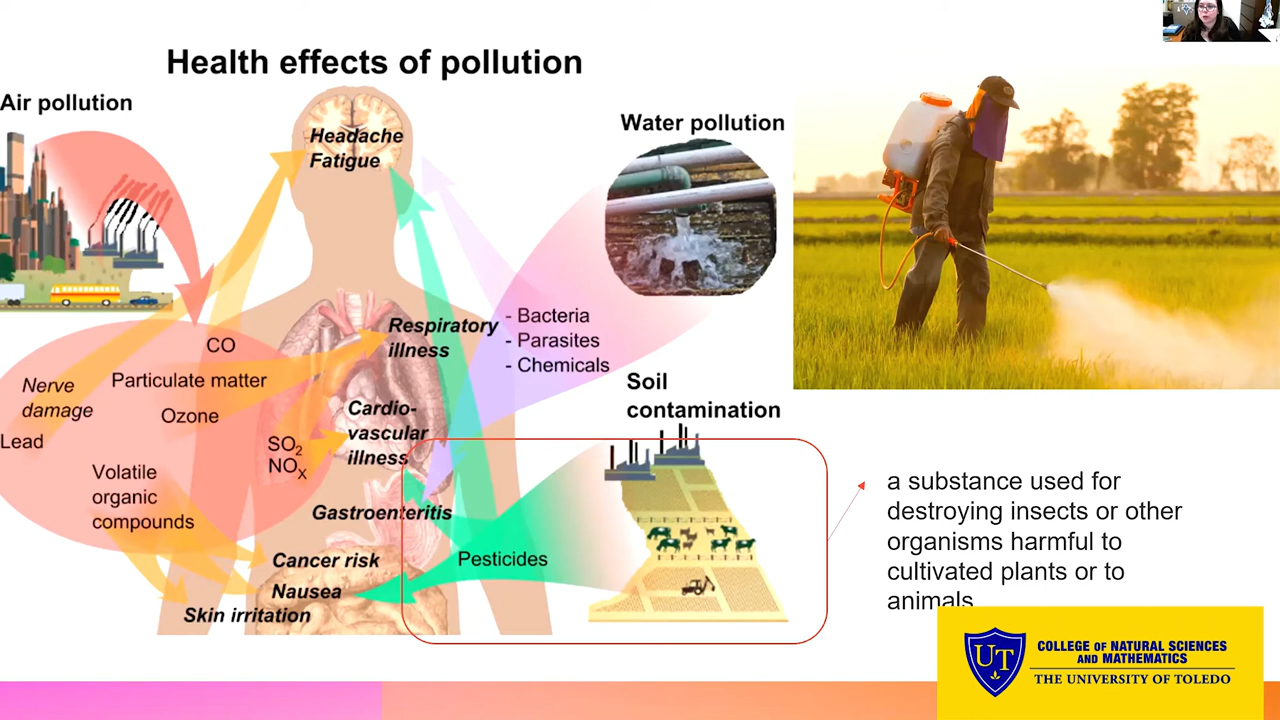 Health effects of pollution
Air pollution
Headache
Fatigue
Water pollution
CO
Particulate matter
Ozone
Nerve
damage
Lead
SO2
NOX
Volatile
organic
compounds
Respiratory
illness
Cardio-
vascular
illness
Gastroenteritis
Cancer risk
Nausea
Skin irritation
- Bacteria
- Parasites
- Chemicals
Soil
contamination
Pesticides
a substance used for
destroying insects or other
organisms harmful to
cultivated plants or to
animals
UT
COLLEGE OF NATURAL SCIENCES
AND MATHEMATICS
THE UNIVERSITY OF TOLEDO